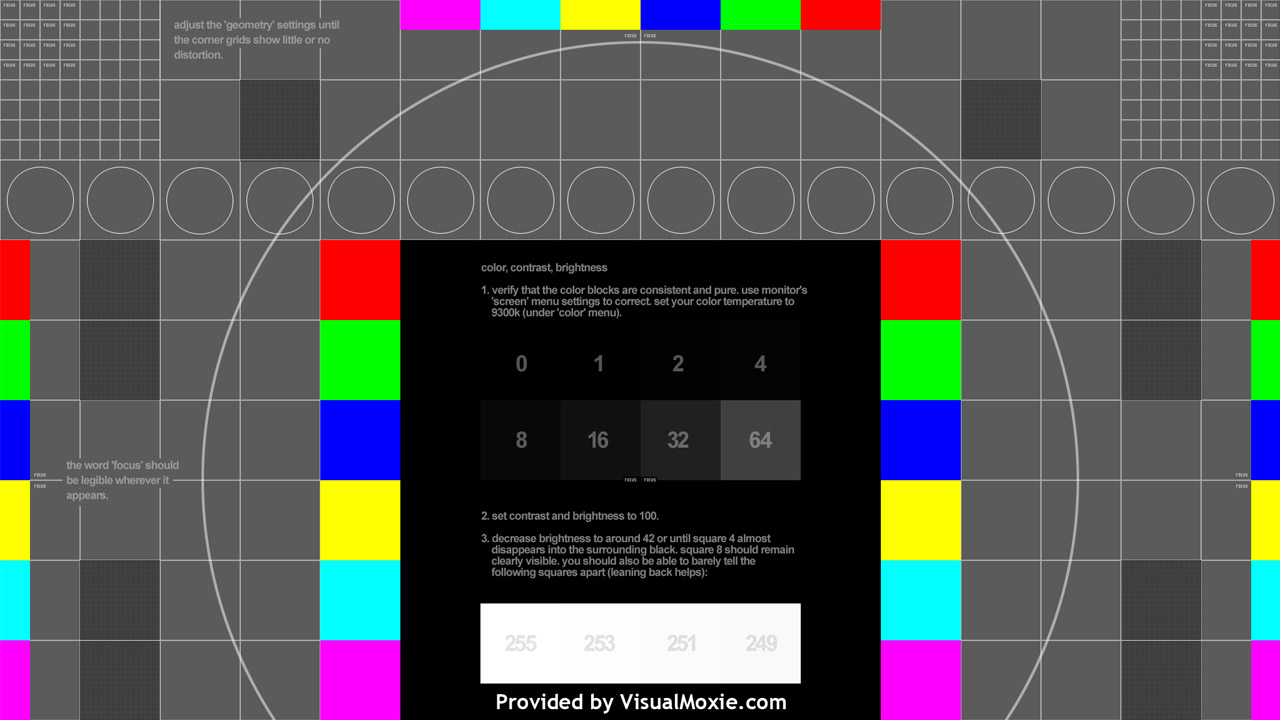 FOCUS FOCUS FOCUS FOCUS FOCUS FOCUS FOCUS FOCUS
adjust the 'geometry' settings until
FOCUS FOCUS FOCUS FOCUS FOCUS FOCUS FOCUS FOCUS
the corner grids show little or no
FOCUS FOCUS
FOCUS FOCUS FOCUS FOCUS FOCUS FOCUS FOCUS FOCUS
distortion.
FOCUS FOCUS FOCUS FOCUS FOCUS FOCUS FOCUS FOCUS
color, contrast, brightness
1. verify that the color blocks are consistent and pure. use monitor's
'screen' menu settings to correct. set your color temperature to
9300k (under 'color' menu).
0 1 2 4
8 16 32 64
the word 'focus' should
FOCUS FOCUS
be legible wherever it
FOCUS FOCUS
FOCUS FOCUS
appears.
2. set contrast and brightness to 100.
3. decrease brightness to around 42 or until square 4 almost
disappears into the surrounding black. square 8 should remain
clearly visible. you should also be able to barely tell the
following squares apart (leaning back helps):
255 253 251 249
Provided by VisualMoxie.com